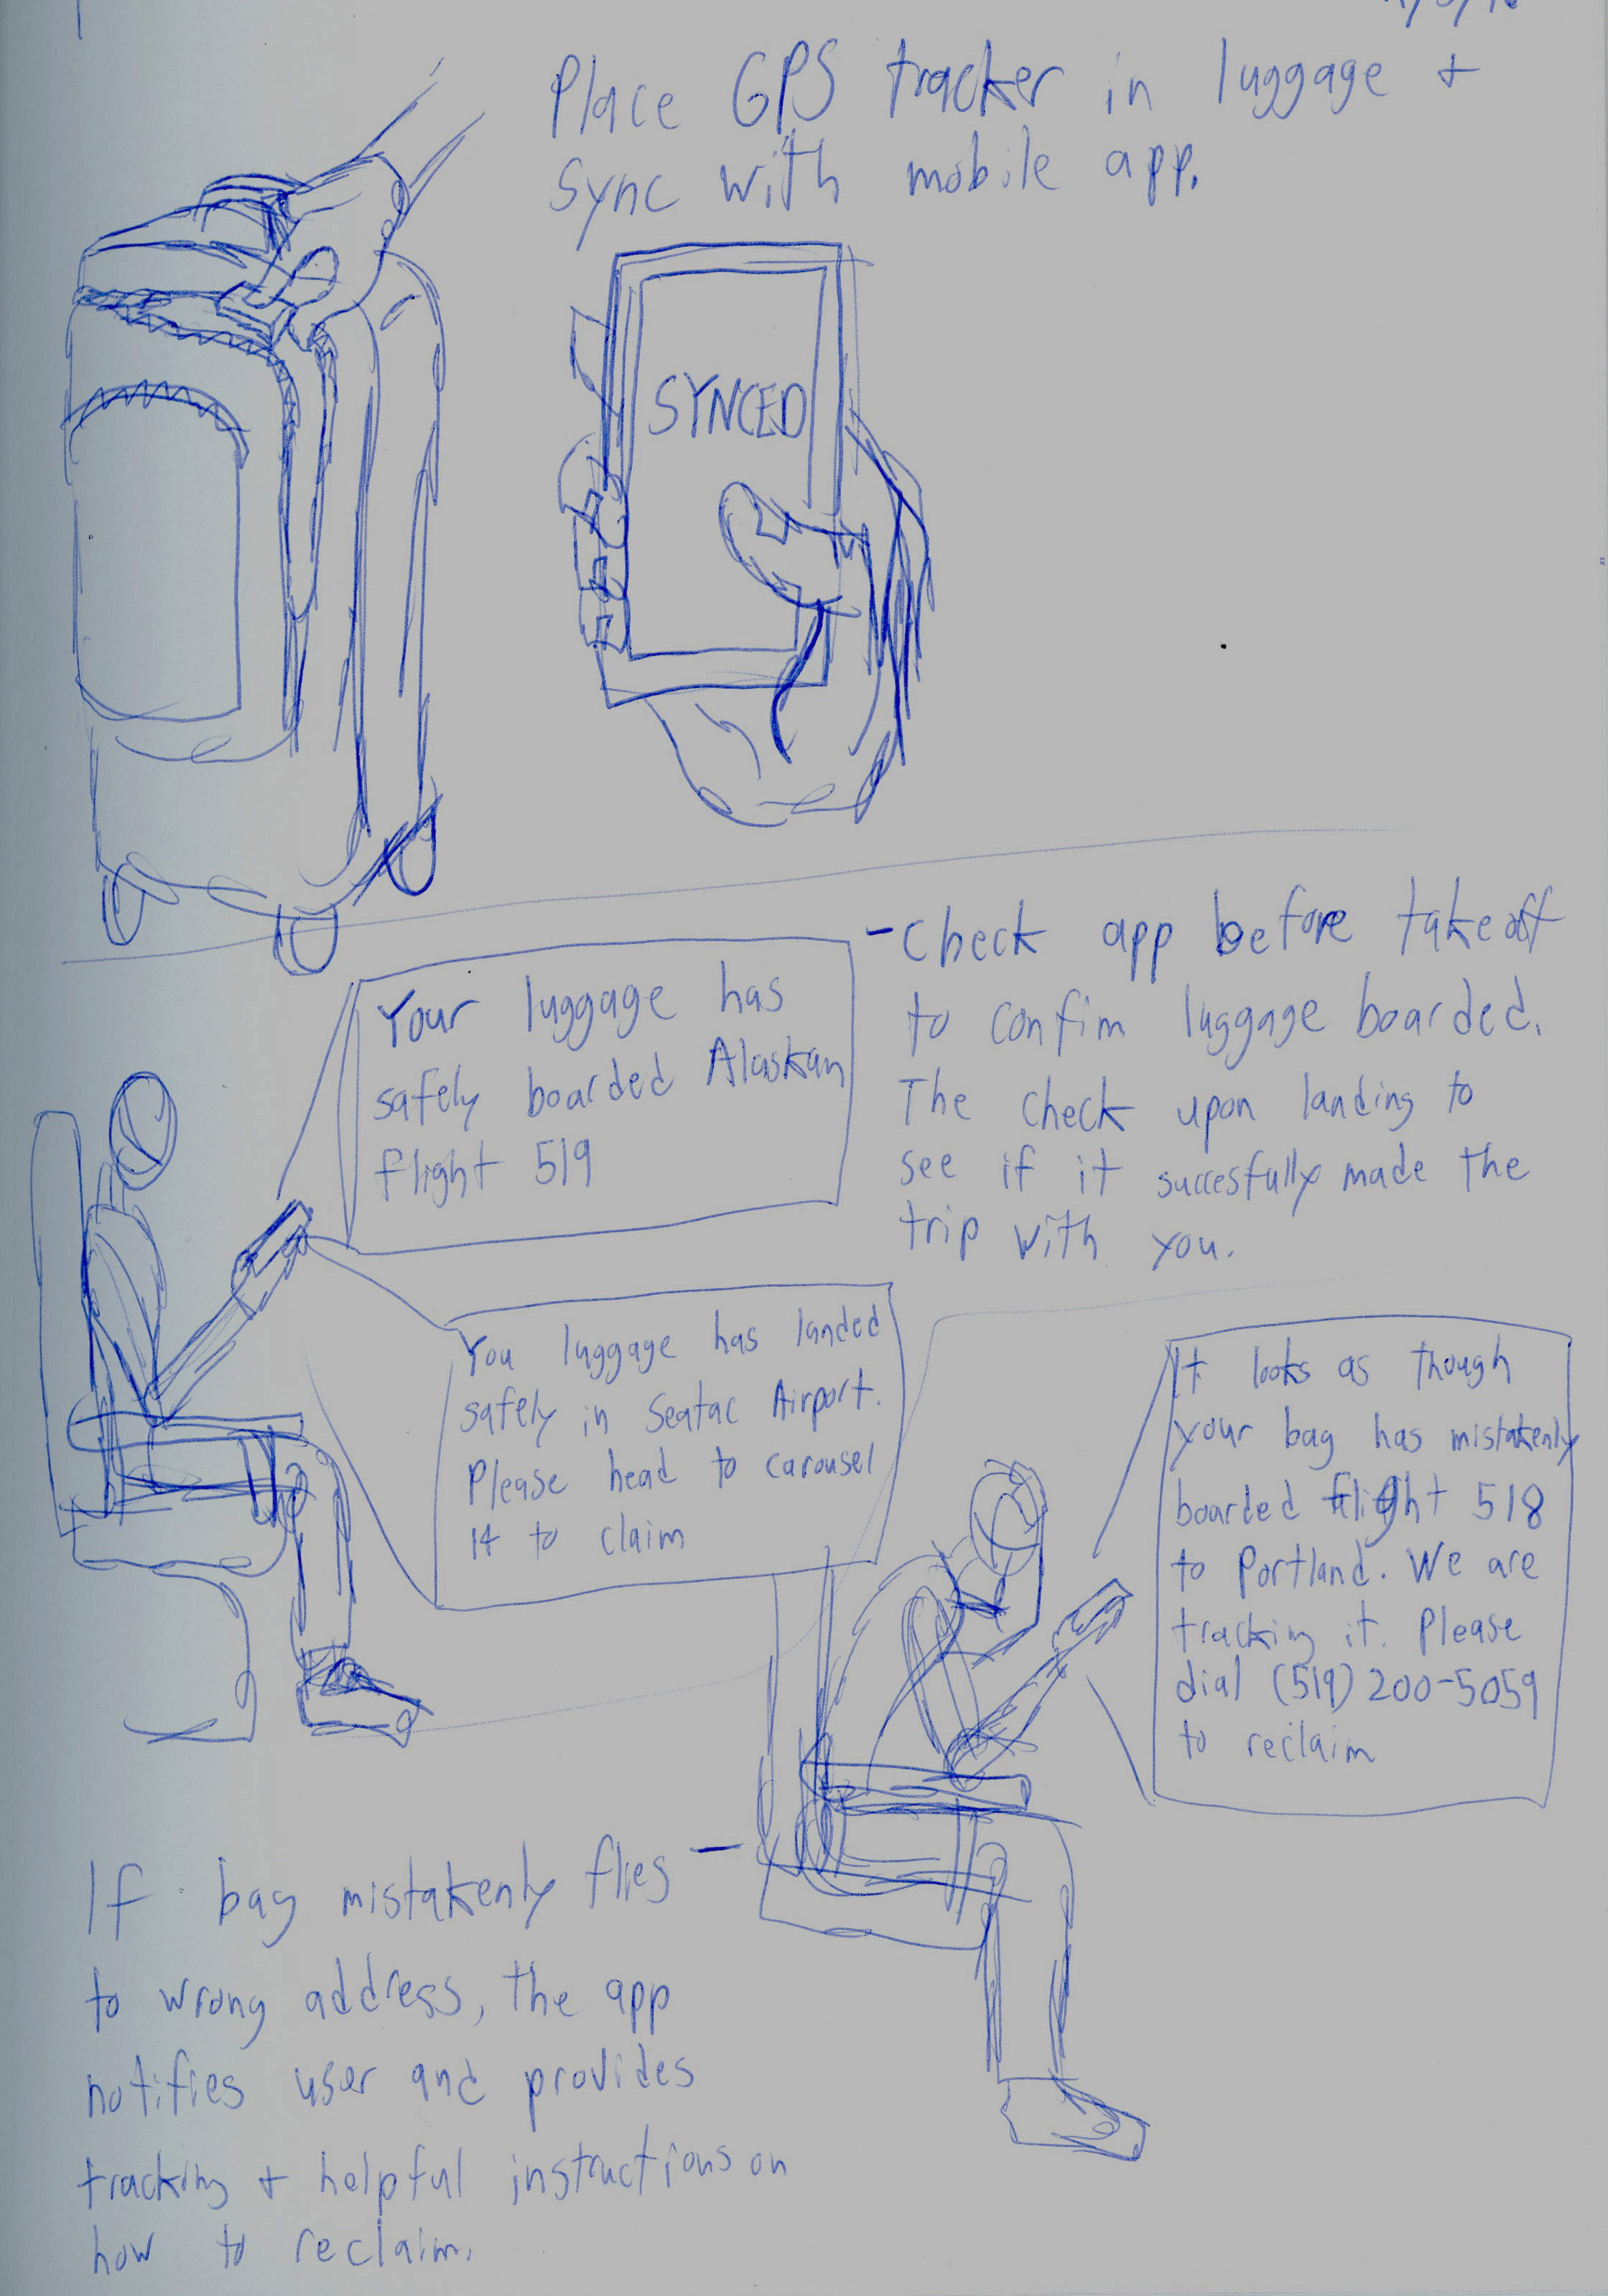 Place GPS tracker in luggage +
Sync with mobile app.
SYNCED
-Check app before takeoff
to confim luggage boarded.
The check upon landing to
see if it succesfully made the
trip with you.
Your luggage has
safely boarded Alaskan
flight 519
You luggage has landed
safely in Seatac Airport.
Please head to carousel
14 to claim
It looks as though
your bag has mistakenly
boarded flight 518
to Portland. We are
tracking it. Please
dial (519) 200-5059
to reclaim
If bag mistakenly flies -
to wrong address, the app
notifies user and provides
tracking + helpful instructions on
how to reclaim.